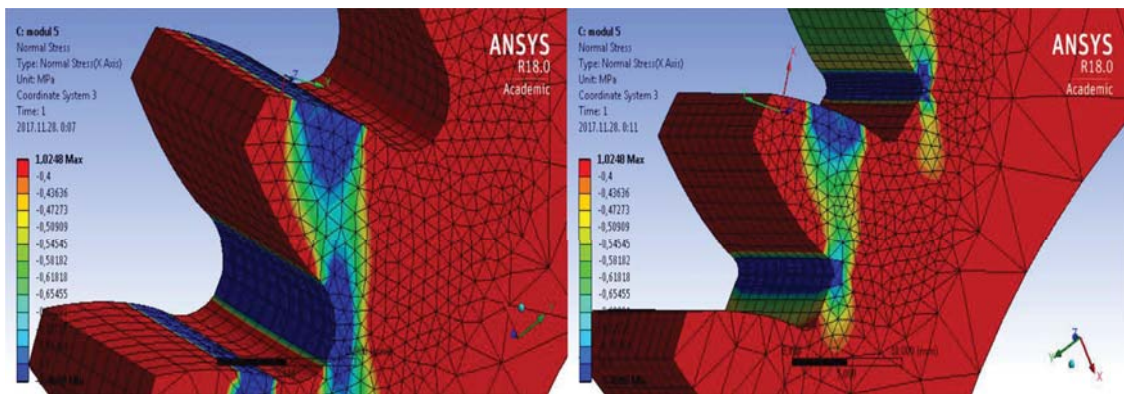 C: modul 5
Normal Stress
Type: Normal Stress(X Axis)
Unit: MPa
Coordinate System 3
Time: 1
2017.11.28. 0:07
1,0248 Max
-0,4
-0,43636
-0,47273
-0,50909
-0,54545
-0,58182
-0,61818
-0,65455
ANSYS
R18.0
Academic
Z
C: modul 5
Normal Stress
Type: Normal Stress(X Axis)
Unit: MPa
Coordinate System 3
Time: 1
2017.11.28. 0:11
1,0248 Max
-0,4
-0,43636
-0,47273
-0,50909
-0,54545
-0,58182
-0,61818
-0,65455
ANSYS
R18.0
Academic
X
(mm)
Z
Y
X